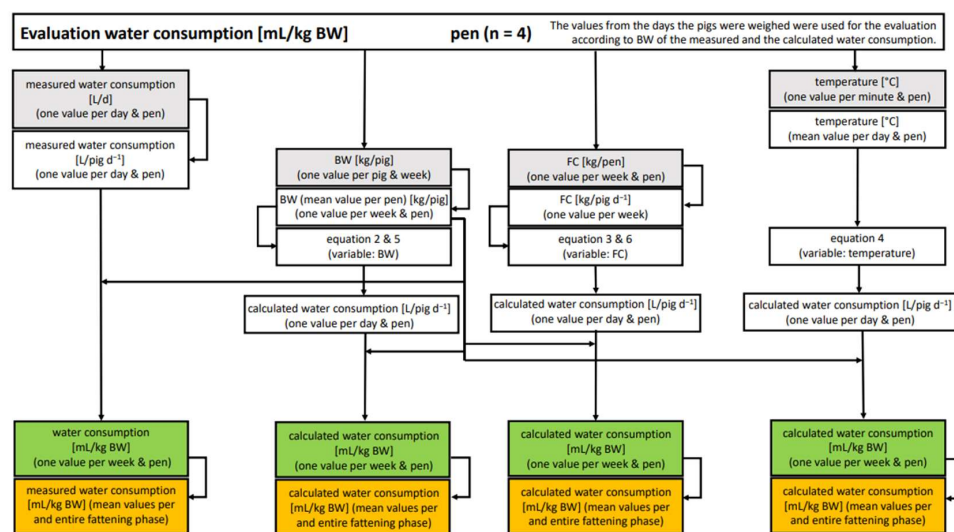 Evaluation water consumption [mL/kg BW]
pen (n = 4)
The values from the days the pigs were weighed were used for the evaluation
according to BW of the measured and the calculated water consumption.
measured water consumption
[L/d]
(one value per day & pen)
measured water consumption
[L/pig d⁻¹]
(one value per day & pen)
BW [kg/pig]
(one value per pig & week)
BW (mean value per pen) [kg/pig]
(one value per week & pen)
equation 2 & 5
(variable: BW)
calculated water consumption [L/pig d⁻¹]
(one value per day & pen)
FC [kg/pen]
(one value per week & pen)
FC [kg/pig d⁻¹]
(one value per week)
equation 3 & 6
(variable: FC)
calculated water consumption [L/pig d⁻¹]
(one value per day & pen)
temperature [°C]
(one value per minute & pen)
temperature [°C]
(mean value per day & pen)
equation 4
(variable: temperature)
calculated water consumption [L/pig d⁻¹]
(one value per day & pen)
water consumption
[mL/kg BW]
(one value per week & pen)
measured water consumption
[mL/kg BW] (mean values per
and entire fattening phase)
calculated water consumption
[mL/kg BW]
(one value per week & pen)
calculated water consumption
[mL/kg BW] (mean values per
and entire fattening phase)
calculated water consumption
[mL/kg BW]
(one value per week & pen)
calculated water consumption
[mL/kg BW] (mean values per
and entire fattening phase)
calculated water consumption
[mL/kg BW]
(one value per week & pen)
calculated water consumption
[mL/kg BW] (mean values per
and entire fattening phase)